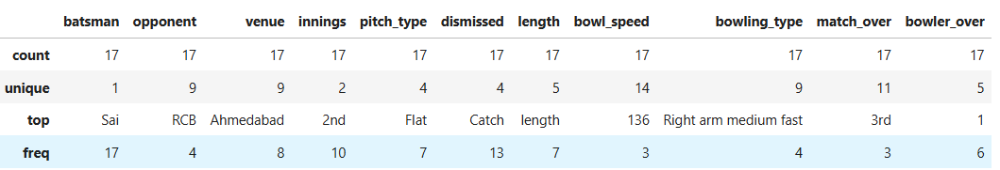 batsman opponent venue innings pitch_type dismissed length bowl_speed bowling_type match_over bowler_over
count 17 17 17 17 17 17 17 17 17 17 17
unique 1 9 9 2 4 4 5 14 9 11 5
top Sai RCB Ahmedabad 2nd Flat Catch length 136 Right arm medium fast 3rd 1
freq 17 4 8 10 7 13 7 3 4 3 6